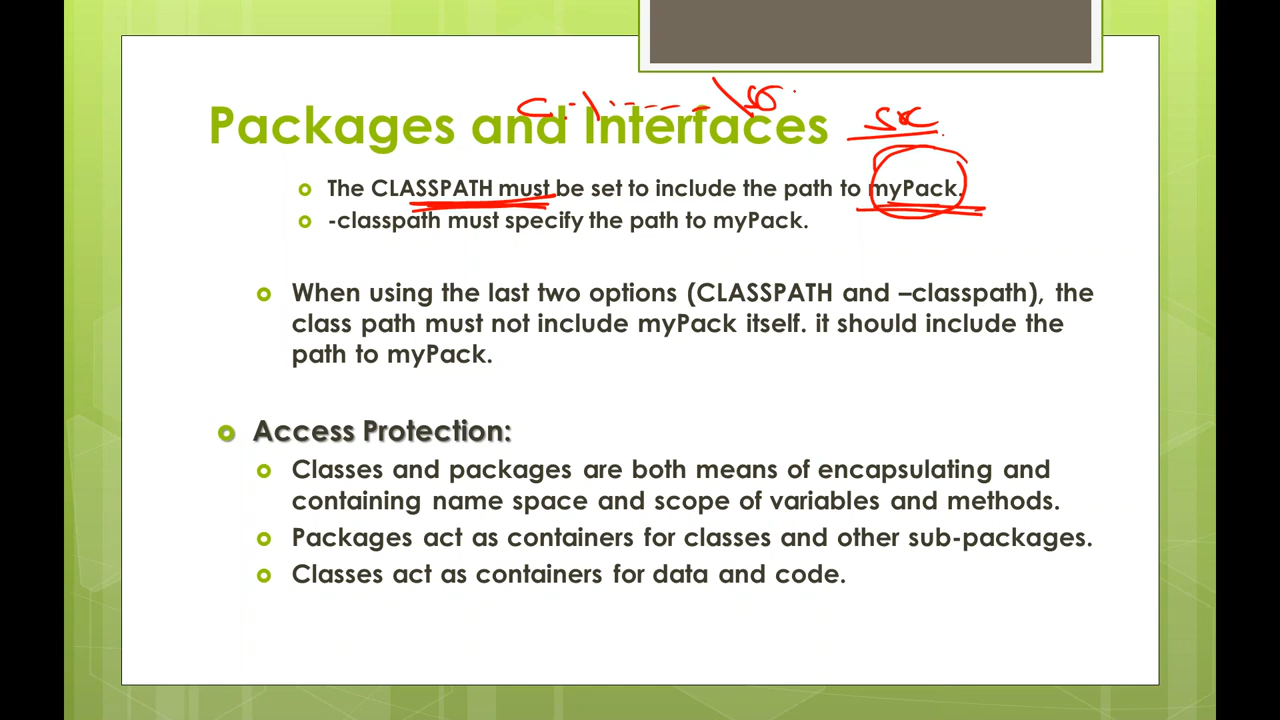 Packages and Interfaces
The CLASSPATH must be set to include the path to myPack.
-classpath must specify the path to myPack.
When using the last two options (CLASSPATH and –classpath), the
class path must not include myPack itself. it should include the
path to myPack.
Access Protection:
Classes and packages are both means of encapsulating and
containing name space and scope of variables and methods.
Packages act as containers for classes and other sub-packages.
Classes act as containers for data and code.